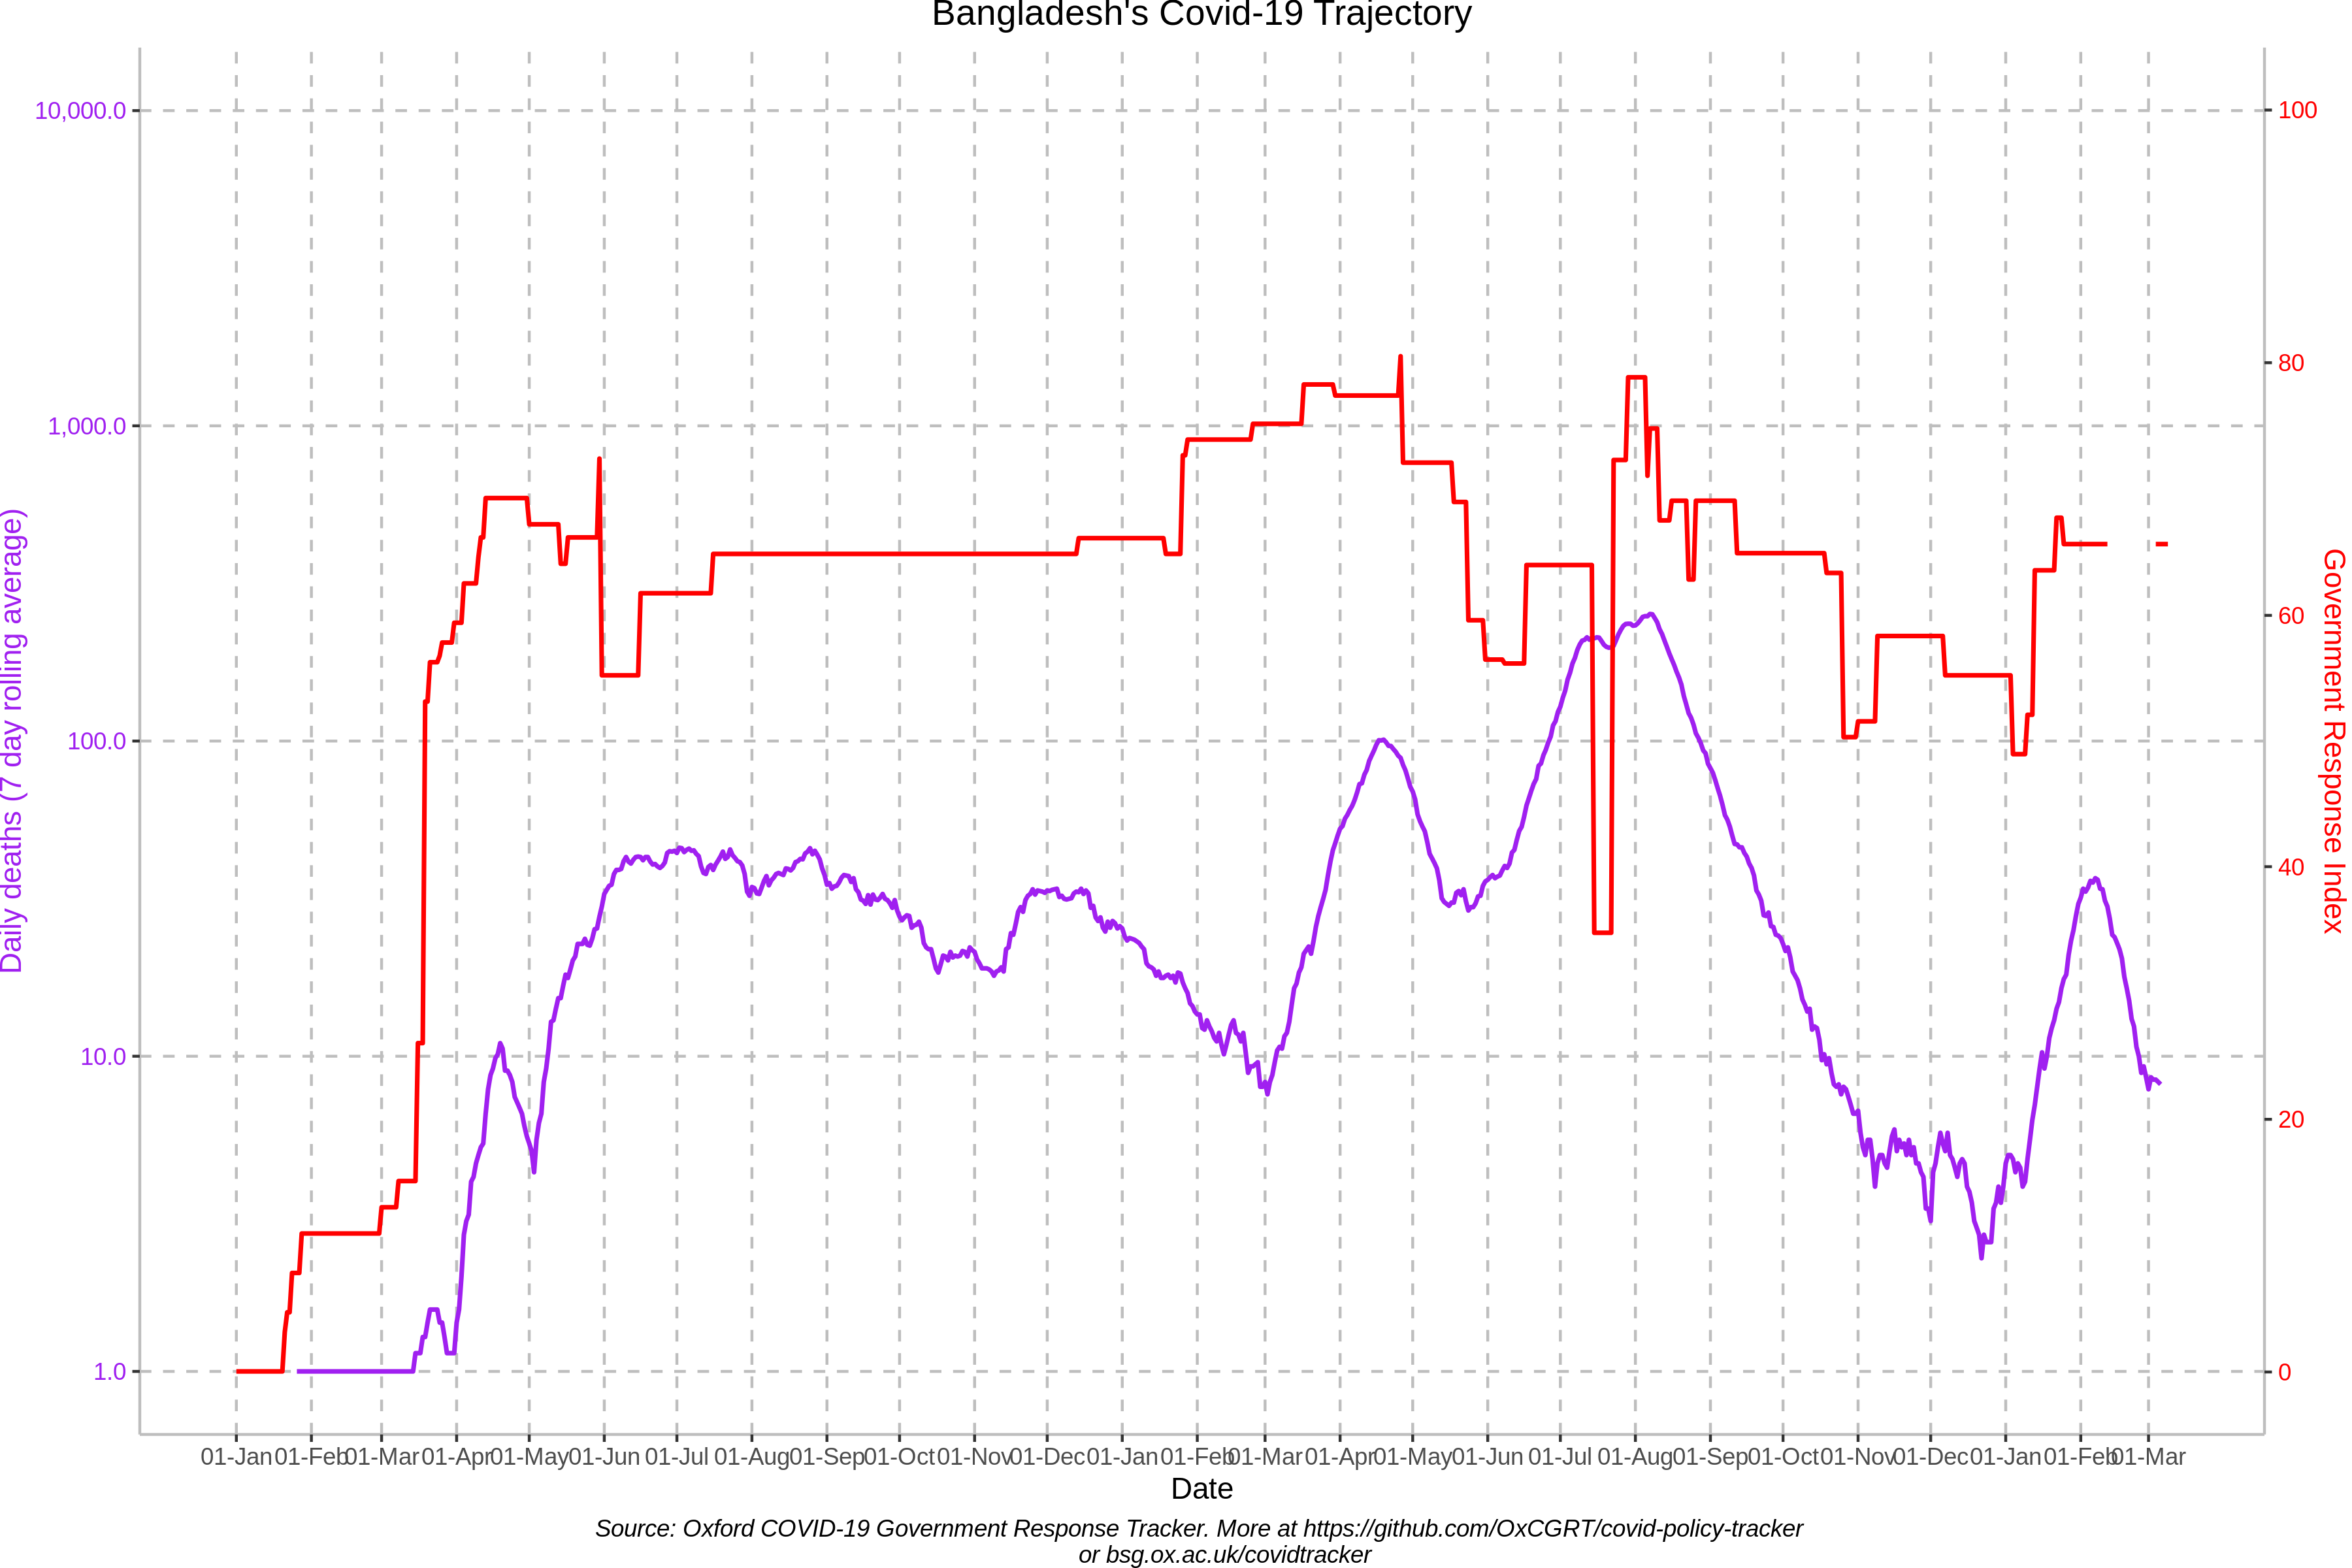 Bangladesh's Covid-19 Trajectory
10,000.0
1,000.0
100.0
10.0
1.0
Daily deaths (7 day rolling average)
100
80
60
40
20
0
Government Response Index
01-Jan 01-Feb 01-Mar 01-Apr 01-May 01-Jun 01-Jul 01-Aug 01-Sep 01-Oct 01-Nov 01-Dec 01-Jan 01-Feb 01-Mar 01-Apr 01-May 01-Jun 01-Jul 01-Aug 01-Sep 01-Oct 01-Nov 01-Dec 01-Jan 01-Feb 01-Mar
Date
Source: Oxford COVID-19 Government Response Tracker. More at https://github.com/OxCGRT/covid-policy-tracker
or bsg.ox.ac.uk/covidtracker